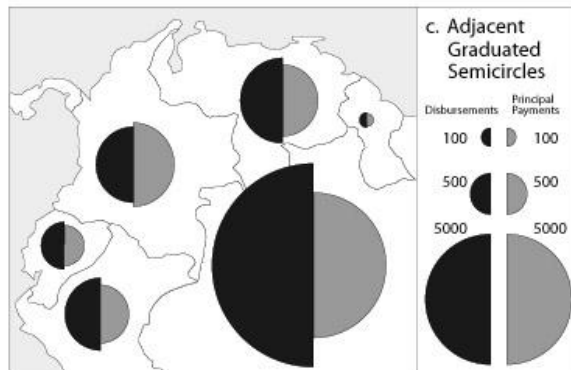 c. Adjacent
Graduated
Semicircles
Disbursements
Principal
Payments
100 100
500 500
5000 5000